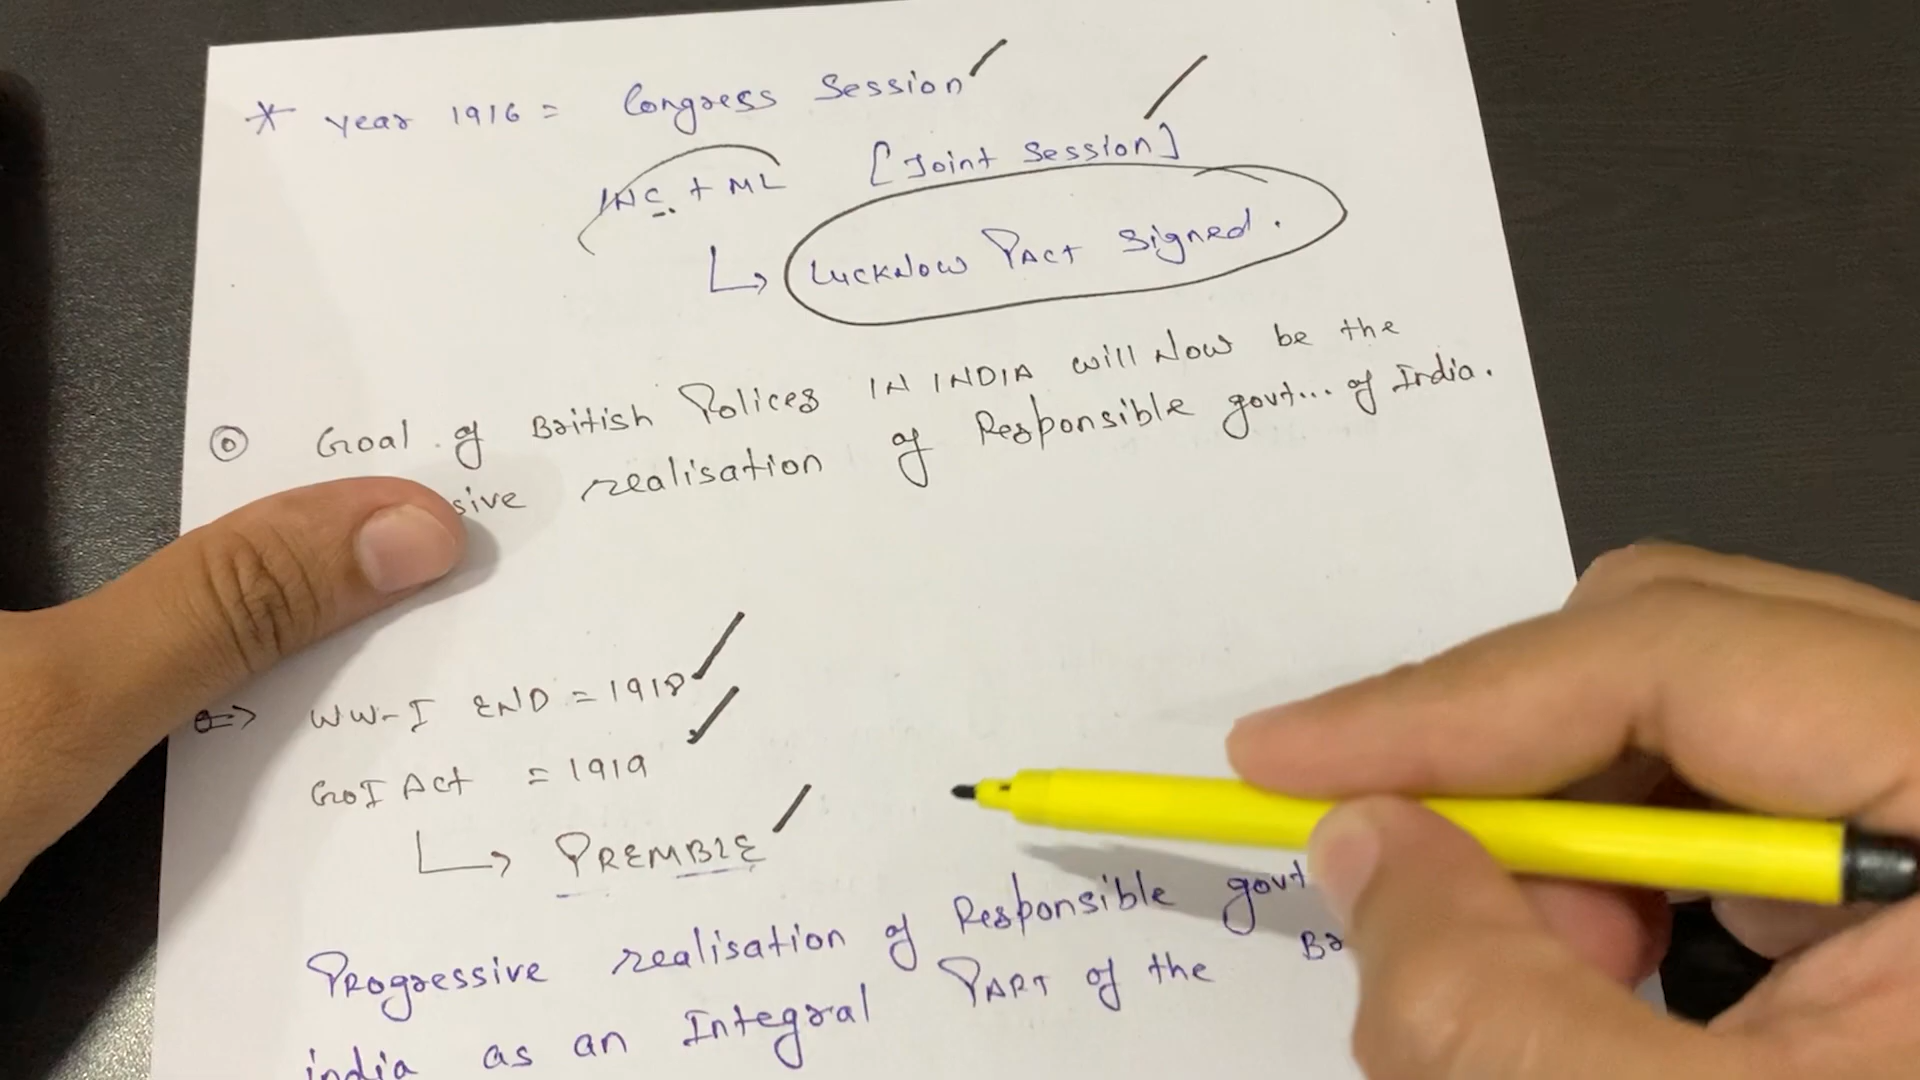 * Year 1916 = Congress Session
INC + ML [Joint Session]
↳ Lucknow Pact Signed.
⊙ Goal of British Polices IN INDIA will Now be the
sive realisation of Responsible govt... of India.
⇒ WW-I END = 1918
GoI Act = 1919
↳ PREMBLE
Progressive realisation of Responsible govt
india as an Integral PART of the Br